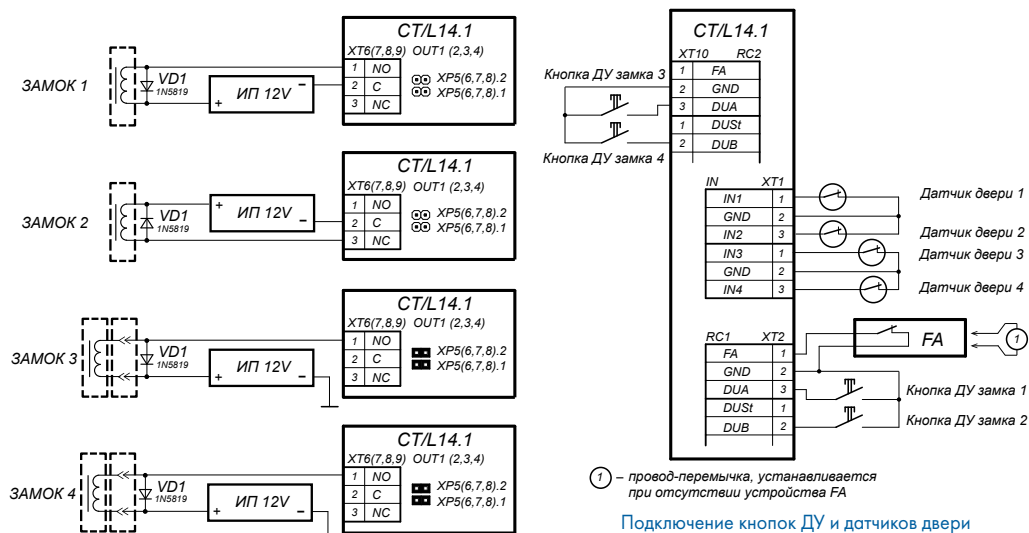 CT/L14.1
XT6(7,8,9) OUT1 (2,3,4)
ЗАМОК 1
VD1
1N5819
+ ИП 12V –
1 NO
2 C
3 NC
XP5(6,7,8).2
XP5(6,7,8).1
CT/L14.1
XT6(7,8,9) OUT1 (2,3,4)
ЗАМОК 2
VD1
1N5819
+ ИП 12V –
1 NO
2 C
3 NC
XP5(6,7,8).2
XP5(6,7,8).1
CT/L14.1
XT6(7,8,9) OUT1 (2,3,4)
ЗАМОК 3
VD1
1N5819
+ ИП 12V –
1 NO
2 C
3 NC
XP5(6,7,8).2
XP5(6,7,8).1
CT/L14.1
XT6(7,8,9) OUT1 (2,3,4)
ЗАМОК 4
VD1
1N5819
+ ИП 12V –
1 NO
2 C
3 NC
XP5(6,7,8).2
XP5(6,7,8).1
CT/L14.1
XT10 RC2
Кнопка ДУ замка 3
1 FA
2 GND
3 DUA
1 DUSt
2 DUB
Кнопка ДУ замка 4
IN XT1
IN1 1
GND 2
IN2 3
IN3 1
GND 2
IN4 3
Датчик двери 1
Датчик двери 2
Датчик двери 3
Датчик двери 4
RC1 XT2
FA 1
GND 2
DUA 3
DUSt 1
DUB 2
FA
1
Кнопка ДУ замка 1
Кнопка ДУ замка 2
1 – провод-перемычка, устанавливается
при отсутствии устройства FA
Подключение кнопок ДУ и датчиков двери